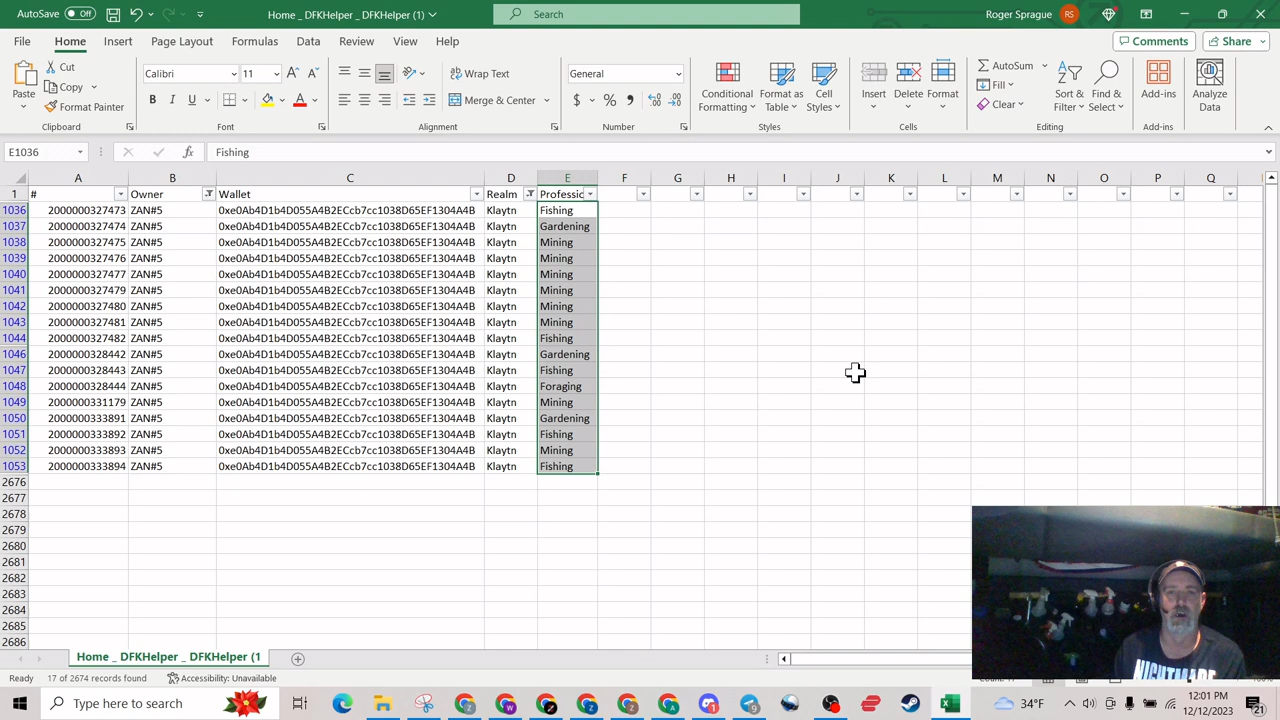 AutoSave Off Home _ DFKHelper _ DFKHelper (1) Search Roger Sprague RS
File Home Insert Draw Page Layout Formulas Data Review View Help Comments Share
Paste Cut Copy Format Painter Clipboard
Calibri 11 B I U A Font
Wrap Text Merge & Center Alignment
General $ % 9 Number
Conditional Formatting Format as Table Cell Styles Styles
Insert Delete Format Cells
AutoSum Fill Clear Sort & Filter Find & Select Editing
Add-ins Add-ins
Analyze Data
E1036 fx Fishing
A B C D E F G H I J K L M N O P Q
1 # Owner Wallet Realm Professic
1036 2000000327473 ZAN#5 0xe0Ab4D1b4D055A4B2ECcb7cc1038D65EF1304A4B Klaytn Fishing
1037 2000000327474 ZAN#5 0xe0Ab4D1b4D055A4B2ECcb7cc1038D65EF1304A4B Klaytn Gardening
1038 2000000327475 ZAN#5 0xe0Ab4D1b4D055A4B2ECcb7cc1038D65EF1304A4B Klaytn Mining
1039 2000000327476 ZAN#5 0xe0Ab4D1b4D055A4B2ECcb7cc1038D65EF1304A4B Klaytn Mining
1040 2000000327477 ZAN#5 0xe0Ab4D1b4D055A4B2ECcb7cc1038D65EF1304A4B Klaytn Mining
1041 2000000327479 ZAN#5 0xe0Ab4D1b4D055A4B2ECcb7cc1038D65EF1304A4B Klaytn Mining
1042 2000000327480 ZAN#5 0xe0Ab4D1b4D055A4B2ECcb7cc1038D65EF1304A4B Klaytn Mining
1043 2000000327481 ZAN#5 0xe0Ab4D1b4D055A4B2ECcb7cc1038D65EF1304A4B Klaytn Mining
1044 2000000327482 ZAN#5 0xe0Ab4D1b4D055A4B2ECcb7cc1038D65EF1304A4B Klaytn Fishing
1046 2000000328442 ZAN#5 0xe0Ab4D1b4D055A4B2ECcb7cc1038D65EF1304A4B Klaytn Gardening
1047 2000000328443 ZAN#5 0xe0Ab4D1b4D055A4B2ECcb7cc1038D65EF1304A4B Klaytn Fishing
1048 2000000328444 ZAN#5 0xe0Ab4D1b4D055A4B2ECcb7cc1038D65EF1304A4B Klaytn Foraging
1049 2000000331179 ZAN#5 0xe0Ab4D1b4D055A4B2ECcb7cc1038D65EF1304A4B Klaytn Mining
1050 2000000333891 ZAN#5 0xe0Ab4D1b4D055A4B2ECcb7cc1038D65EF1304A4B Klaytn Gardening
1051 2000000333892 ZAN#5 0xe0Ab4D1b4D055A4B2ECcb7cc1038D65EF1304A4B Klaytn Fishing
1052 2000000333893 ZAN#5 0xe0Ab4D1b4D055A4B2ECcb7cc1038D65EF1304A4B Klaytn Mining
1053 2000000333894 ZAN#5 0xe0Ab4D1b4D055A4B2ECcb7cc1038D65EF1304A4B Klaytn Fishing
2676
2677
2678
2679
2680
2681
2682
2683
2684
2685
2686
Home _ DFKHelper _ DFKHelper (1
Ready 17 of 2674 records found Accessibility: Unavailable
Type here to search 34°F 12:01 PM
12/12/2023 21